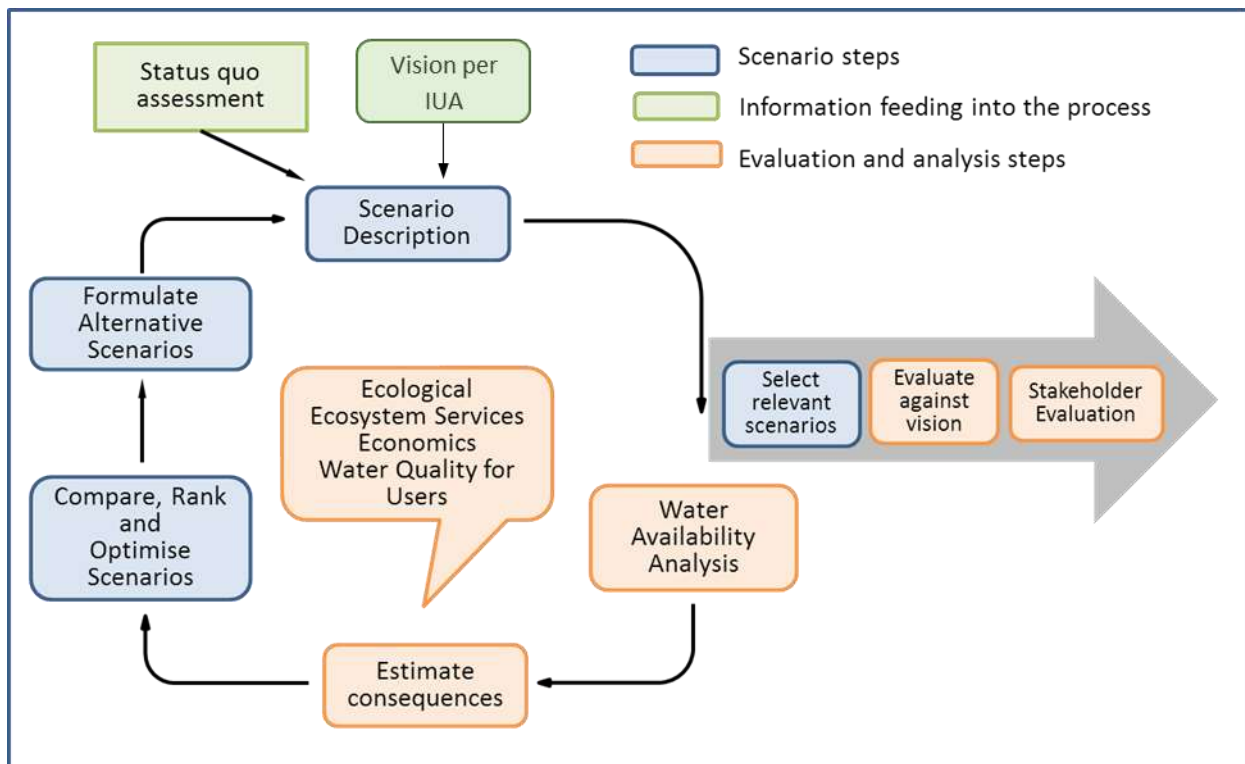 Status quo
assessment
Vision per
IUA
Scenario steps
Information feeding into the process
Evaluation and analysis steps
Scenario
Description
Formulate
Alternative
Scenarios
Select
relevant
scenarios
Evaluate
against
vision
Stakeholder
Evaluation
Ecological
Ecosystem Services
Economics
Water Quality for
Users
Compare, Rank
and
Optimise
Scenarios
Water
Availability
Analysis
Estimate
consequences